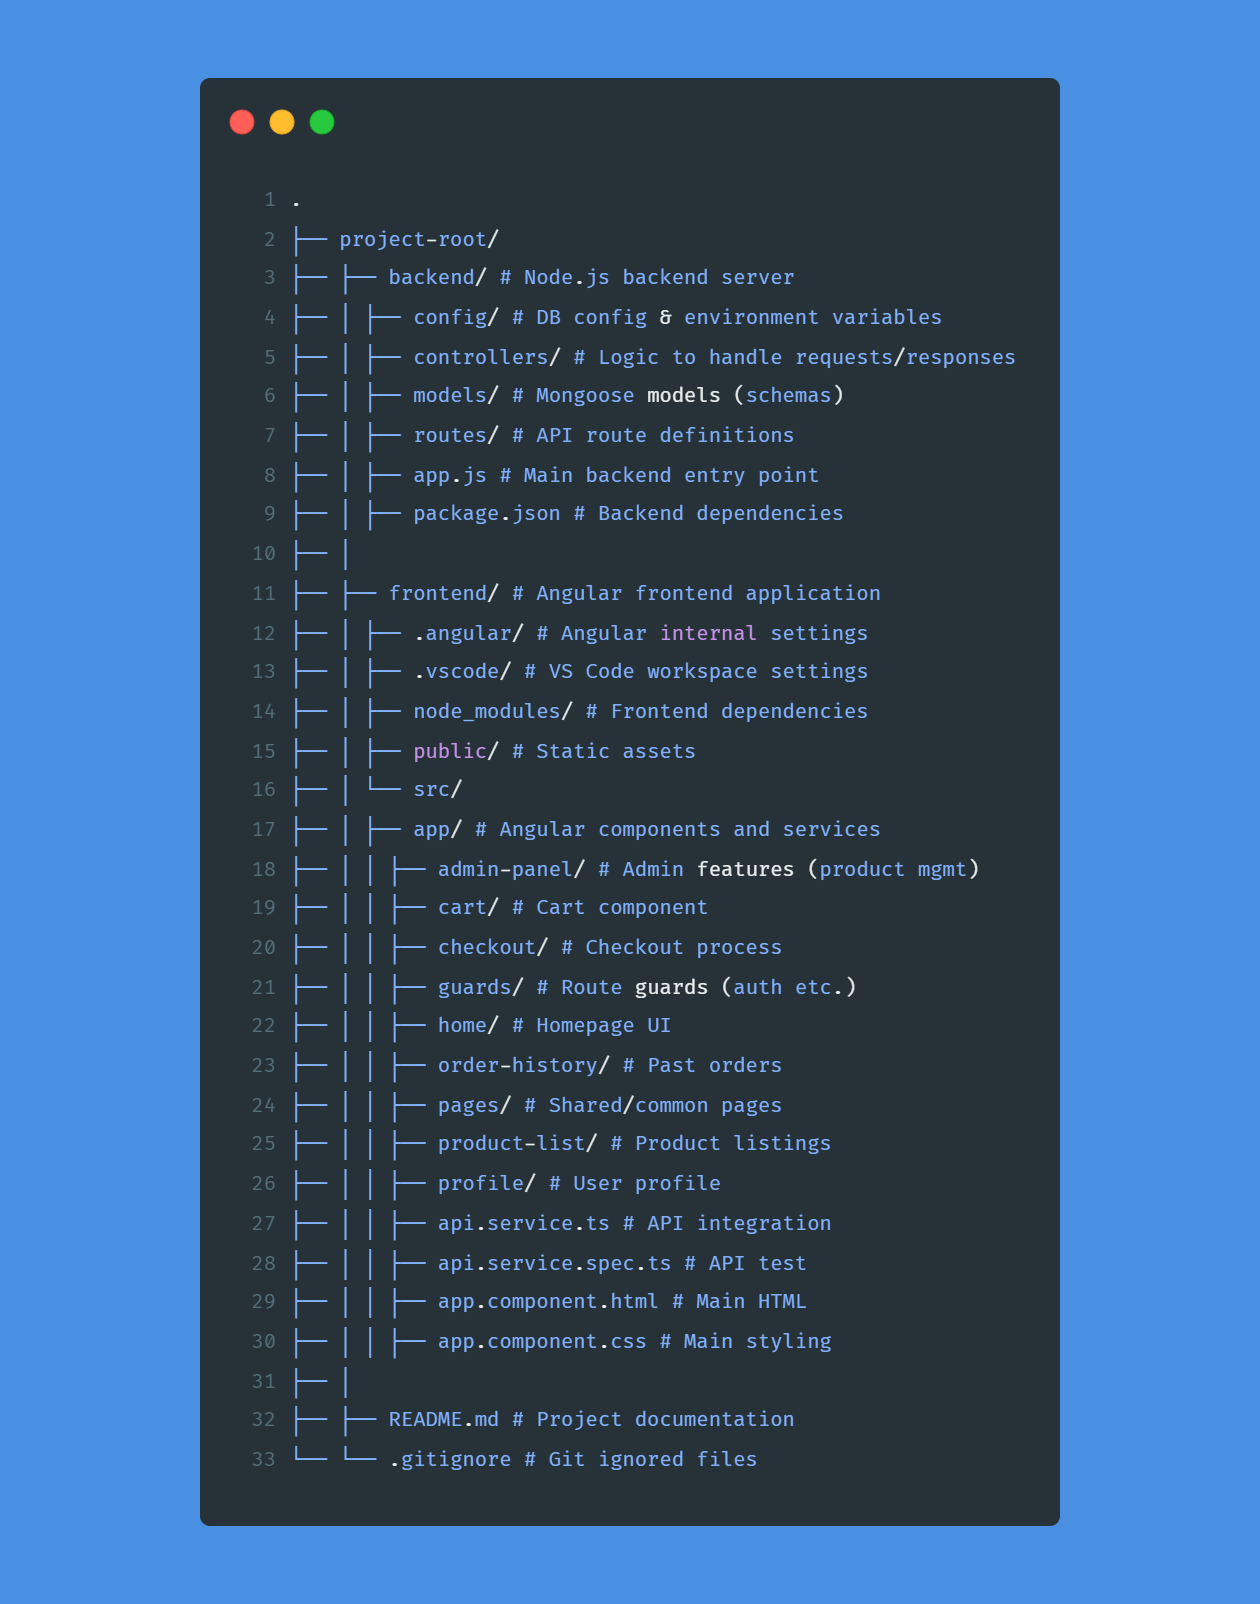 1 .
2 ├── project-root/
3 ├── ├── backend/ # Node.js backend server
4 ├── │ ├── config/ # DB config & environment variables
5 ├── │ ├── controllers/ # Logic to handle requests/responses
6 ├── │ ├── models/ # Mongoose models (schemas)
7 ├── │ ├── routes/ # API route definitions
8 ├── │ ├── app.js # Main backend entry point
9 ├── │ ├── package.json # Backend dependencies
10 ├── │
11 ├── ├── frontend/ # Angular frontend application
12 ├── │ ├── .angular/ # Angular internal settings
13 ├── │ ├── .vscode/ # VS Code workspace settings
14 ├── │ ├── node_modules/ # Frontend dependencies
15 ├── │ ├── public/ # Static assets
16 ├── │ └── src/
17 ├── │ ├── app/ # Angular components and services
18 ├── │ │ ├── admin-panel/ # Admin features (product mgmt)
19 ├── │ │ ├── cart/ # Cart component
20 ├── │ │ ├── checkout/ # Checkout process
21 ├── │ │ ├── guards/ # Route guards (auth etc.)
22 ├── │ │ ├── home/ # Homepage UI
23 ├── │ │ ├── order-history/ # Past orders
24 ├── │ │ ├── pages/ # Shared/common pages
25 ├── │ │ ├── product-list/ # Product listings
26 ├── │ │ ├── profile/ # User profile
27 ├── │ │ ├── api.service.ts # API integration
28 ├── │ │ ├── api.service.spec.ts # API test
29 ├── │ │ ├── app.component.html # Main HTML
30 ├── │ │ ├── app.component.css # Main styling
31 ├── │
32 ├── ├── README.md # Project documentation
33 └── └── .gitignore # Git ignored files